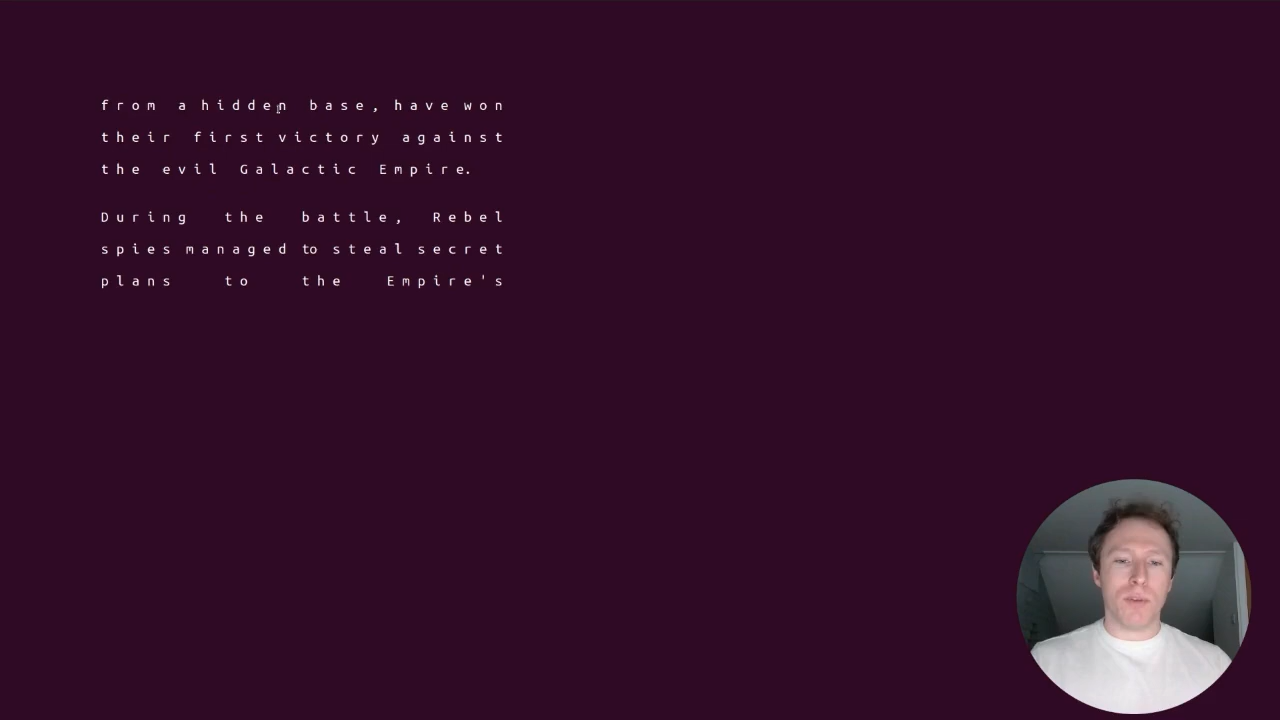 from a hidden base, have won
their first victory against
the evil Galactic Empire.
During the battle, Rebel
spies managed to steal secret
plans to the Empire's